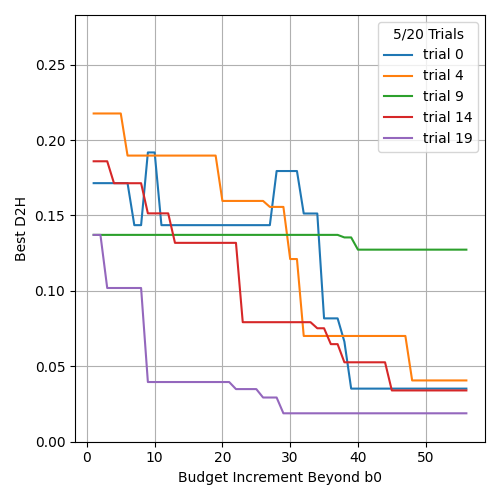 5/20 Trials
trial 0
trial 4
trial 9
trial 14
trial 19
0.25
0.20
0.15
0.10
0.05
0.00
Best D2H
0 10 20 30 40 50
Budget Increment Beyond b0